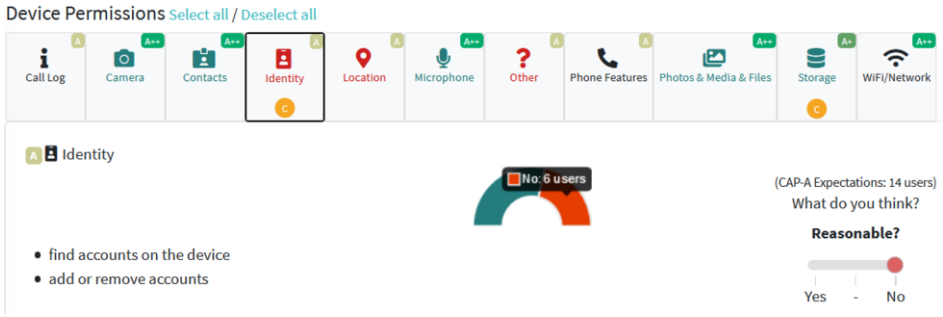 Device Permissions Select all / Deselect all
A A++ A++ A A A++ A A A++ A+ A++
Call Log Camera Contacts Identity Location Microphone Other Phone Features Photos & Media & Files Storage WiFi/Network
C C
A Identity
No: 6 users
(CAP-A Expectations: 14 users)
What do you think?
Reasonable?
• find accounts on the device
• add or remove accounts
Yes - No